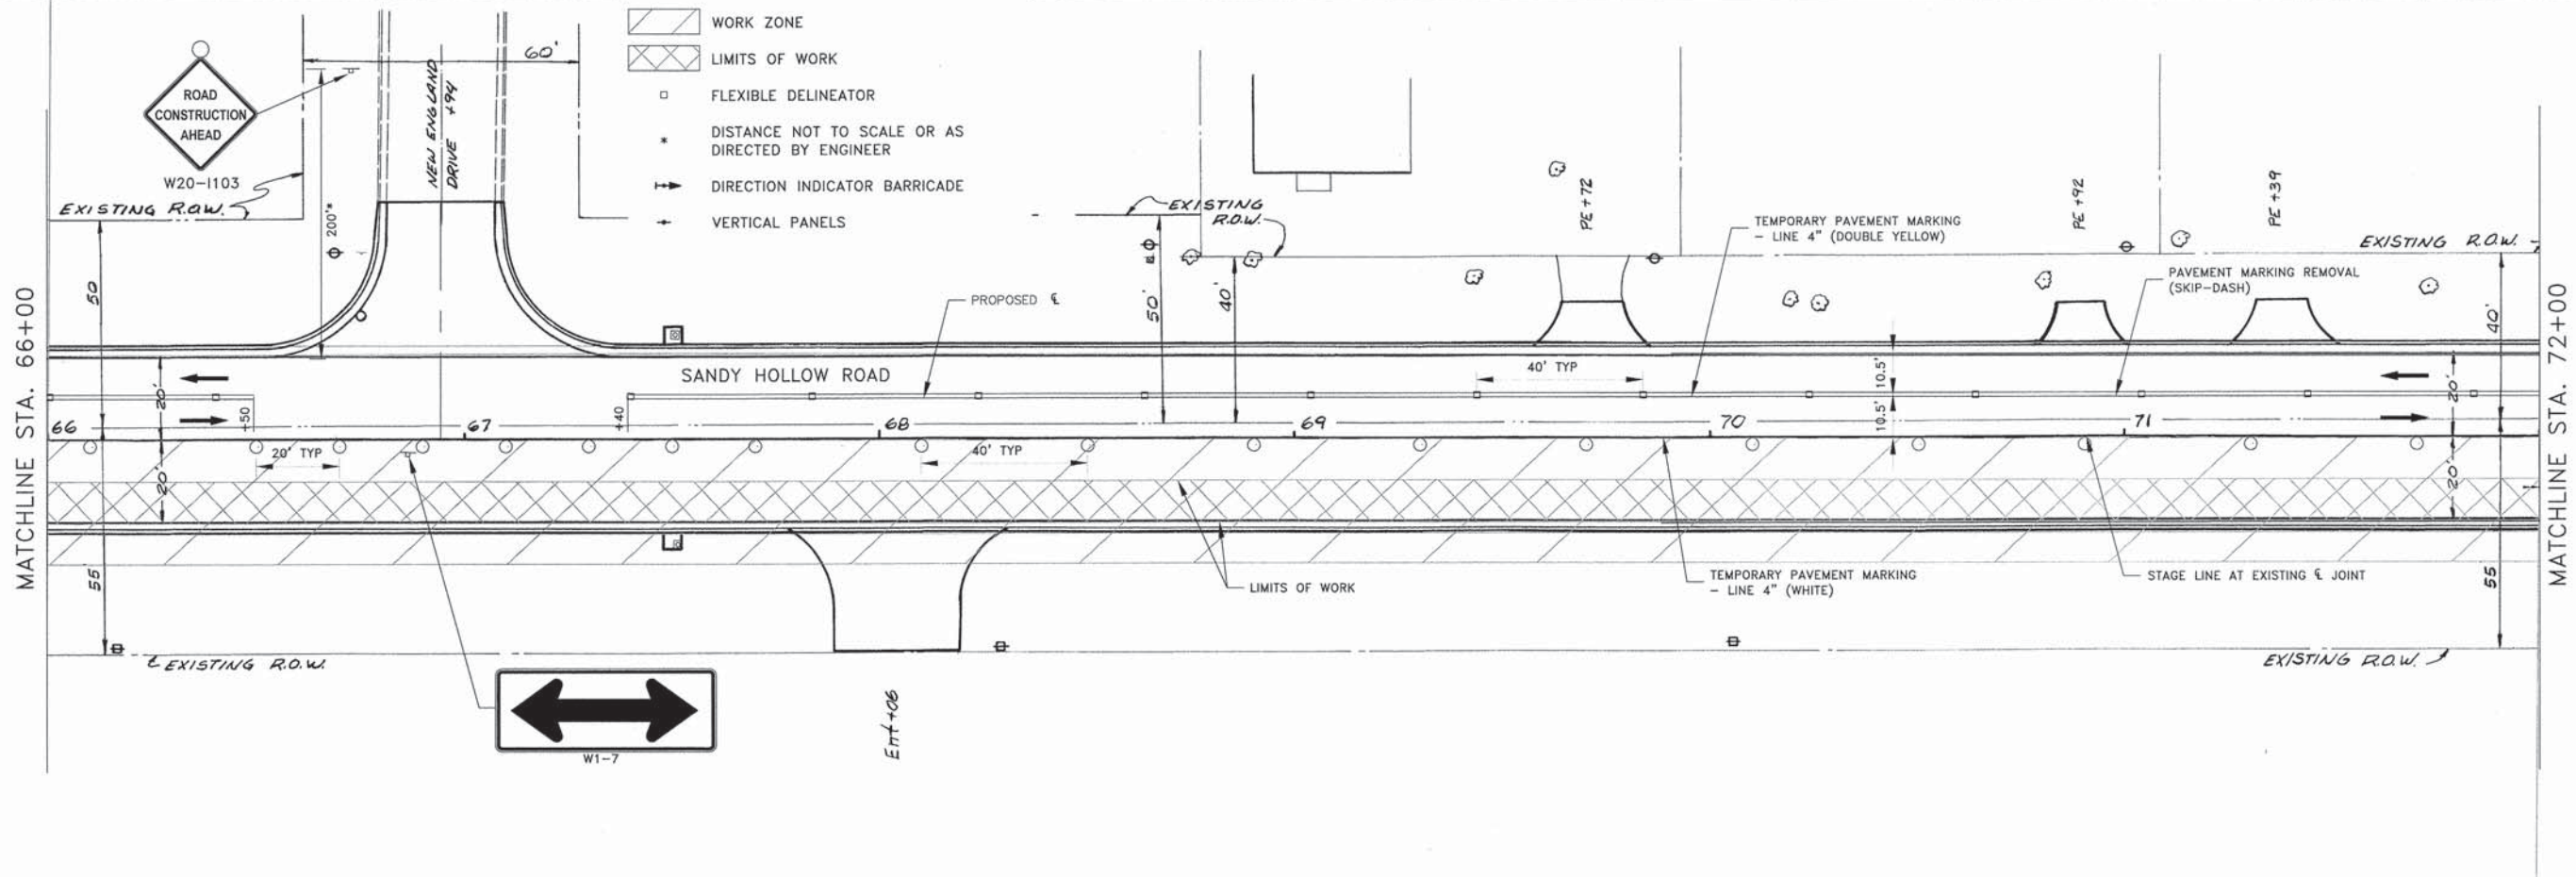 WORK ZONE
LIMITS OF WORK
FLEXIBLE DELINEATOR
* DISTANCE NOT TO SCALE OR AS
DIRECTED BY ENGINEER
DIRECTION INDICATOR BARRICADE
VERTICAL PANELS
ROAD
CONSTRUCTION
AHEAD
W20-I103
60'
NEW ENGLAND
DRIVE +94
200'*
EXISTING R.O.W.
50
EXISTING
R.O.W.
50'
40'
PE +72
PE +92
PE +39
TEMPORARY PAVEMENT MARKING
- LINE 4" (DOUBLE YELLOW)
EXISTING R.O.W.
PAVEMENT MARKING REMOVAL
(SKIP-DASH)
PROPOSED ℄
40'
MATCHLINE STA. 66+00
MATCHLINE STA. 72+00
SANDY HOLLOW ROAD
40' TYP
10.5'
10.5'
20'
20'
+50
+40
66
67
68
69
70
71
20' TYP
40' TYP
20'
20'
55
55
LIMITS OF WORK
TEMPORARY PAVEMENT MARKING
- LINE 4" (WHITE)
STAGE LINE AT EXISTING ℄ JOINT
EXISTING R.O.W.
EXISTING R.O.W.
W1-7
Ent +06